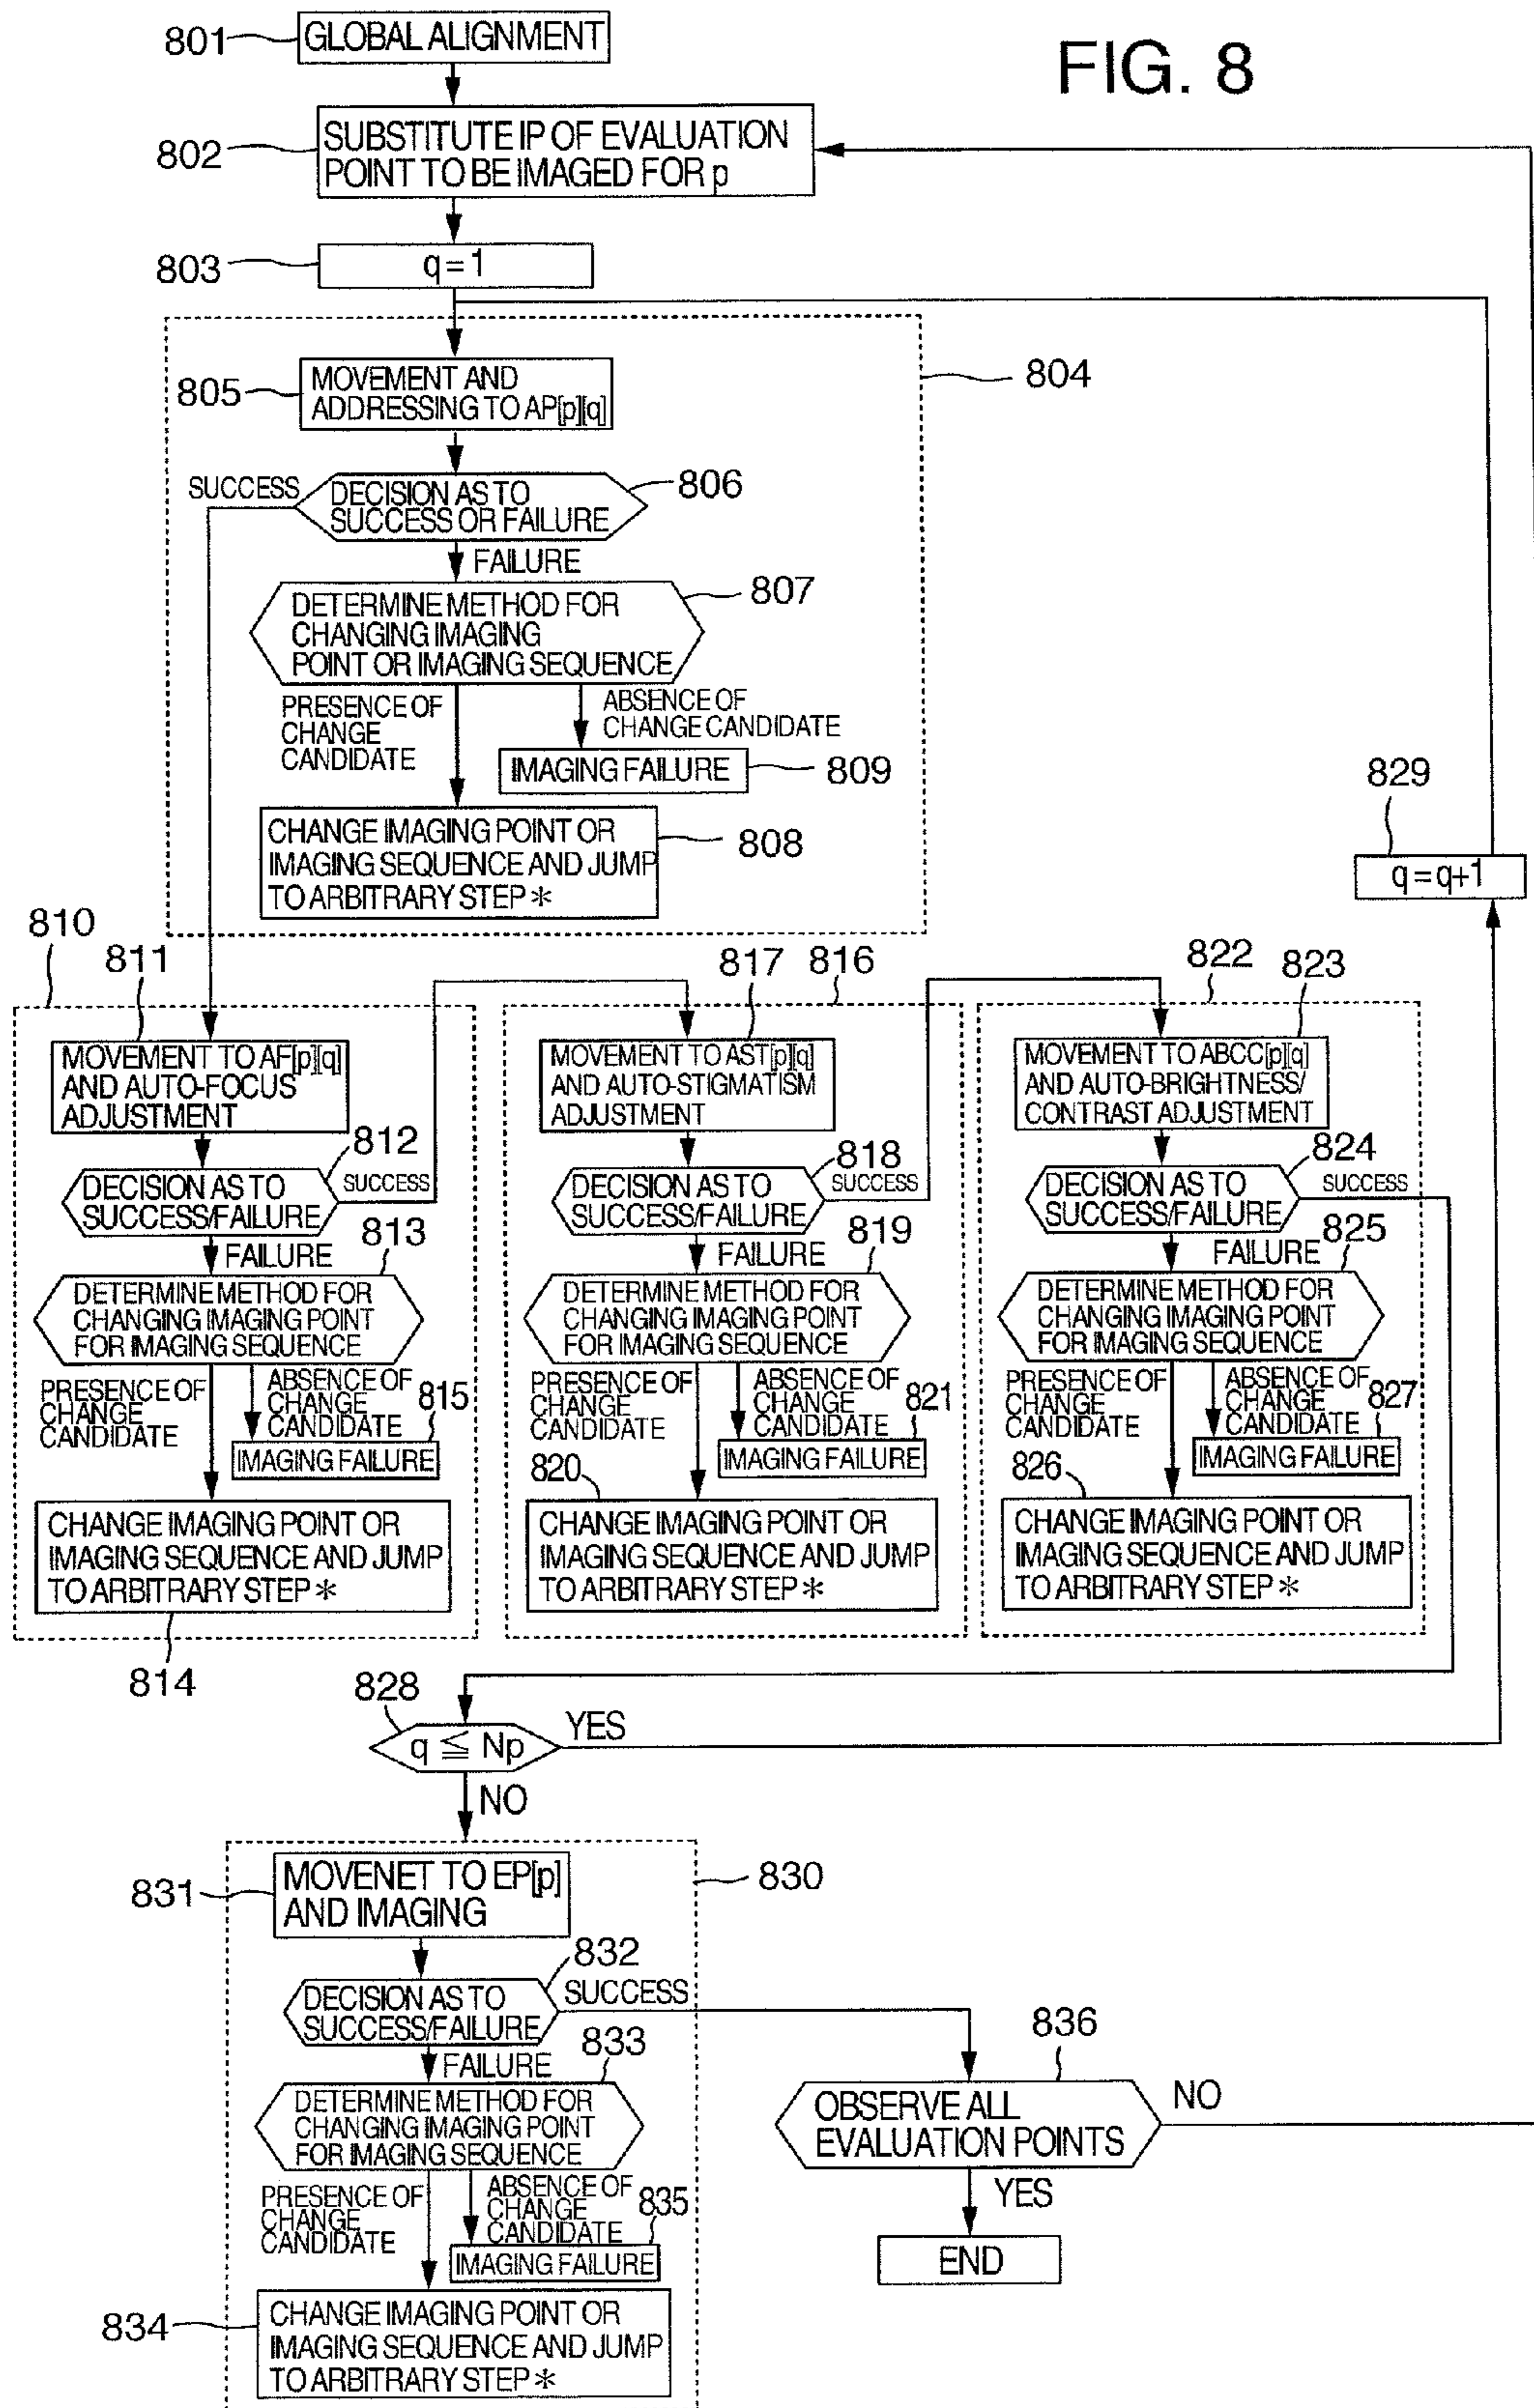 FIG. 8
801
GLOBAL ALIGNMENT
802
SUBSTITUTE IP OF EVALUATION
POINT TO BE IMAGED FOR p
803
q=1
804
805
MOVEMENT AND
ADDRESSING TO AP[p][q]
806
SUCCESS
DECISION AS TO
SUCCESS OR FAILURE
FAILURE
807
DETERMINE METHOD FOR
CHANGING IMAGING
POINT OR IMAGING SEQUENCE
PRESENCE OF
CHANGE
CANDIDATE
ABSENCE OF
CHANGE CANDIDATE
IMAGING FAILURE
809
CHANGE IMAGING POINT OR
IMAGING SEQUENCE AND JUMP
TO ARBITRARY STEP *
808
829
q=q+1
810
811
MOVEMENT TO AF[p][q]
AND AUTO-FOCUS
ADJUSTMENT
812
DECISION AS TO
SUCCESS/FAILURE
SUCCESS
FAILURE
813
DETERMINE METHOD FOR
CHANGING IMAGING POINT
FOR IMAGING SEQUENCE
PRESENCE OF
CHANGE
CANDIDATE
ABSENCE OF
CHANGE
CANDIDATE
815
IMAGING FAILURE
CHANGE IMAGING POINT OR
IMAGING SEQUENCE AND JUMP
TO ARBITRARY STEP *
814
816
817
MOVEMENT TO AST[p][q]
AND AUTO-STIGMATISM
ADJUSTMENT
818
DECISION AS TO
SUCCESS/FAILURE
SUCCESS
FAILURE
819
DETERMINE METHOD FOR
CHANGING IMAGING POINT
FOR IMAGING SEQUENCE
PRESENCE OF
CHANGE
CANDIDATE
ABSENCE OF
CHANGE
CANDIDATE
821
IMAGING FAILURE
820
CHANGE IMAGING POINT OR
IMAGING SEQUENCE AND JUMP
TO ARBITRARY STEP *
822
823
MOVEMENT TO ABCC[p][q]
AND AUTO-BRIGHTNESS/
CONTRAST ADJUSTMENT
824
DECISION AS TO
SUCCESS/FAILURE
SUCCESS
FAILURE
825
DETERMINE METHOD FOR
CHANGING IMAGING POINT
FOR IMAGING SEQUENCE
PRESENCE OF
CHANGE
CANDIDATE
ABSENCE OF
CHANGE
CANDIDATE
827
IMAGING FAILURE
826
CHANGE IMAGING POINT OR
IMAGING SEQUENCE AND JUMP
TO ARBITRARY STEP *
828
q ≦ Np
YES
NO
830
831
MOVENET TO EP[p]
AND IMAGING
832
DECISION AS TO
SUCCESS/FAILURE
SUCCESS
FAILURE
833
DETERMINE METHOD FOR
CHANGING IMAGING POINT
FOR IMAGING SEQUENCE
PRESENCE OF
CHANGE
CANDIDATE
ABSENCE OF
CHANGE
CANDIDATE
835
IMAGING FAILURE
834
CHANGE IMAGING POINT OR
IMAGING SEQUENCE AND JUMP
TO ARBITRARY STEP *
836
OBSERVE ALL
EVALUATION POINTS
NO
YES
END